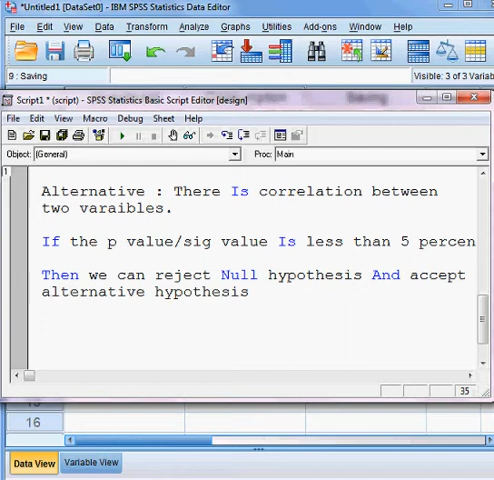 *Untitled1 [DataSet0] - IBM SPSS Statistics Data Editor
File Edit View Data Transform Analyze Graphs Utilities Add-ons Window Help
9 : Saving
Visible: 3 of 3 Variab
Script1 * (script) - SPSS Statistics Basic Script Editor [design]
File Edit View Macro Debug Sheet Help
Object: (General) Proc: Main
1
Alternative : There Is correlation between
two varaibles.
If the p value/sig value Is less than 5 percen
Then we can reject Null hypothesis And accept
alternative hypothesis
35
16
Data View Variable View